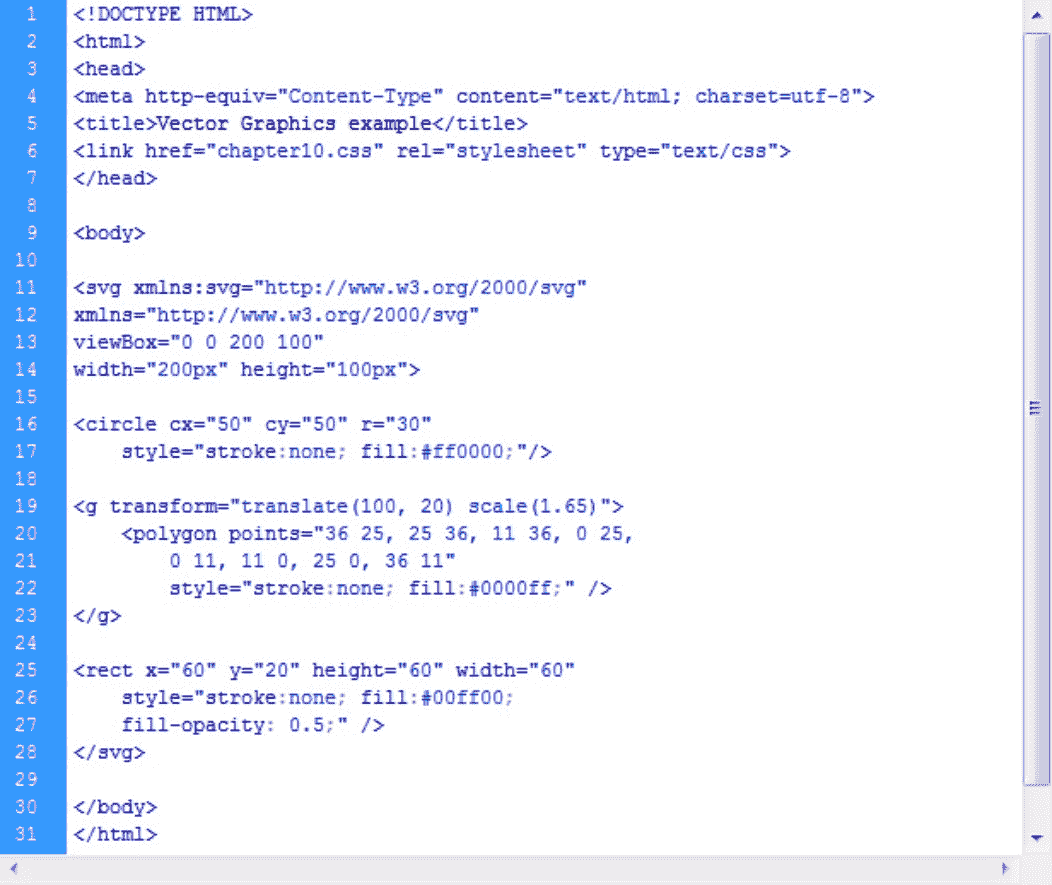 1 <!DOCTYPE HTML>
2 <html>
3 <head>
4 <meta http-equiv="Content-Type" content="text/html; charset=utf-8">
5 <title>Vector Graphics example</title>
6 <link href="chapter10.css" rel="stylesheet" type="text/css">
7 </head>
8
9 <body>
10
11 <svg xmlns:svg="http://www.w3.org/2000/svg"
12 xmlns="http://www.w3.org/2000/svg"
13 viewBox="0 0 200 100"
14 width="200px" height="100px">
15
16 <circle cx="50" cy="50" r="30"
17     style="stroke:none; fill:#ff0000;"/>
18
19 <g transform="translate(100, 20) scale(1.65)">
20     <polygon points="36 25, 25 36, 11 36, 0 25,
21         0 11, 11 0, 25 0, 36 11"
22         style="stroke:none; fill:#0000ff;" />
23 </g>
24
25 <rect x="60" y="20" height="60" width="60"
26     style="stroke:none; fill:#00ff00;
27     fill-opacity: 0.5;" />
28 </svg>
29
30 </body>
31 </html>